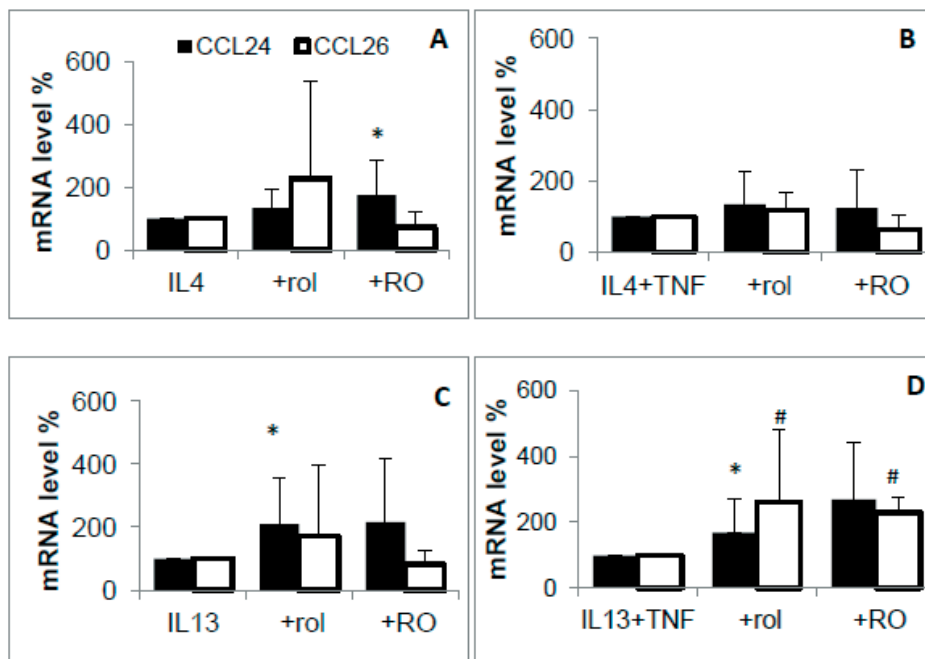 CCL24 CCL26 A
mRNA level %
600
400 *
200
0
IL4 +rol +RO
B
mRNA level %
600
400
200
0
IL4+TNF +rol +RO
C
mRNA level %
600
*
400
200
0
IL13 +rol +RO
D
mRNA level %
600
#
400
* #
200
0
IL13+TNF +rol +RO